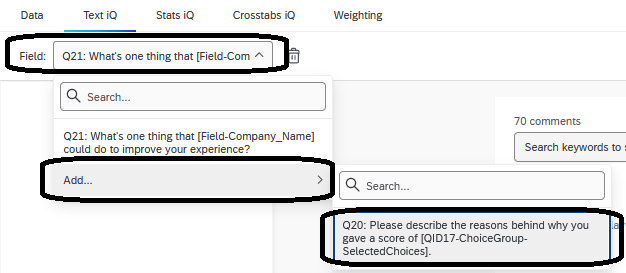 Data Text iQ Stats iQ Crosstabs iQ Weighting
Field: Q21: What's one thing that [Field-Com
Search...
70 comments
Q21: What's one thing that [Field-Company_Name]
could do to improve your experience?
Search keywords to s
Add...
Search...
Q20: Please describe the reasons behind why you
gave a score of [QID17-ChoiceGroup-
SelectedChoices].